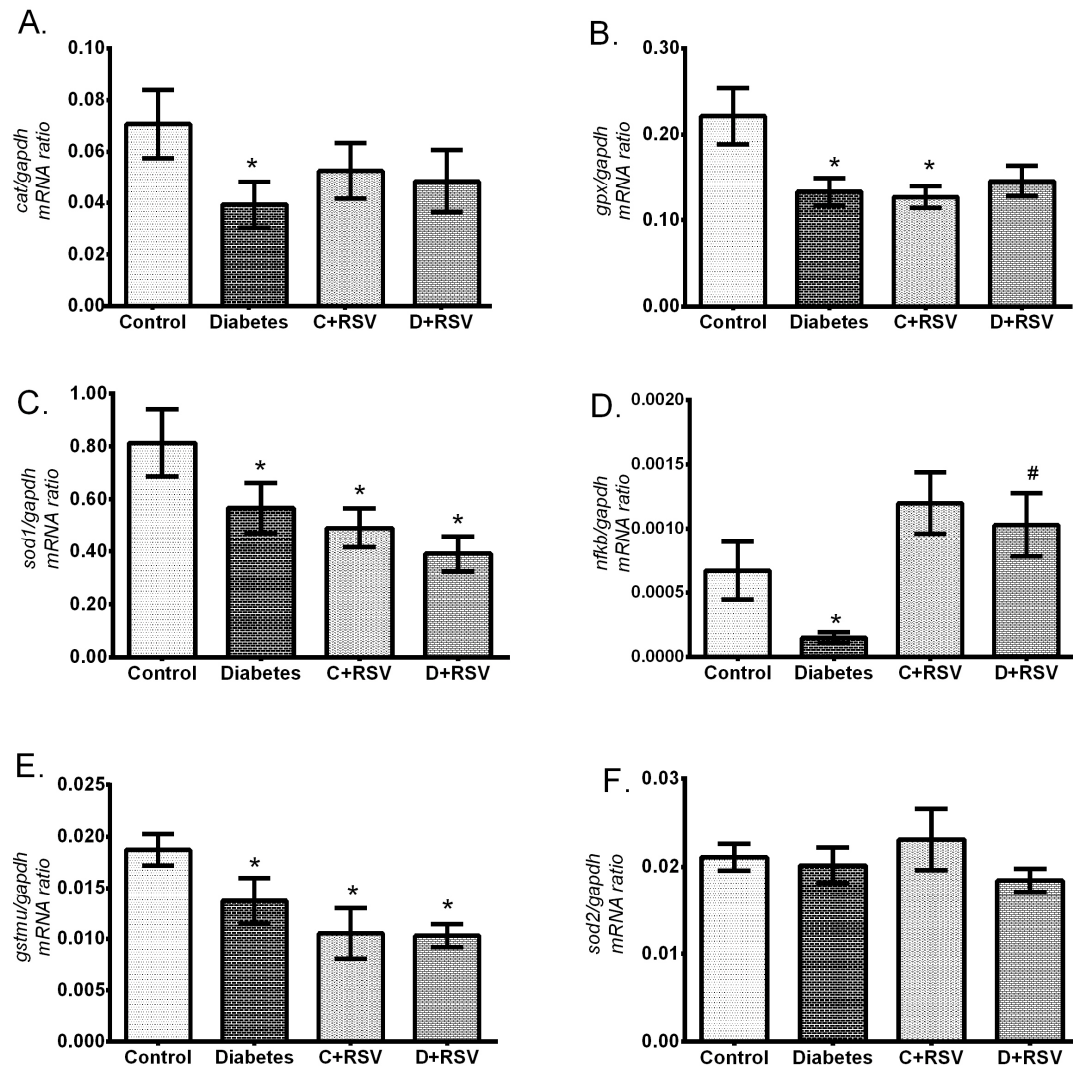 A.
cat/gapdh
mRNA ratio
0.10
0.08
0.06
0.04
0.02
0.00
*
Control Diabetes C+RSV D+RSV
B.
gpx/gapdh
mRNA ratio
0.30
0.20
0.10
0.00
* *
Control Diabetes C+RSV D+RSV
C.
sod1/gapdh
mRNA ratio
1.00
0.80
0.60
0.40
0.20
0.00
* * *
Control Diabetes C+RSV D+RSV
D.
nfkb/gapdh
mRNA ratio
0.0020
0.0015
0.0010
0.0005
0.0000
* #
Control Diabetes C+RSV D+RSV
E.
gstmu/gapdh
mRNA ratio
0.025
0.020
0.015
0.010
0.005
0.000
* * *
Control Diabetes C+RSV D+RSV
F.
sod2/gapdh
mRNA ratio
0.03
0.02
0.01
0.00
Control Diabetes C+RSV D+RSV